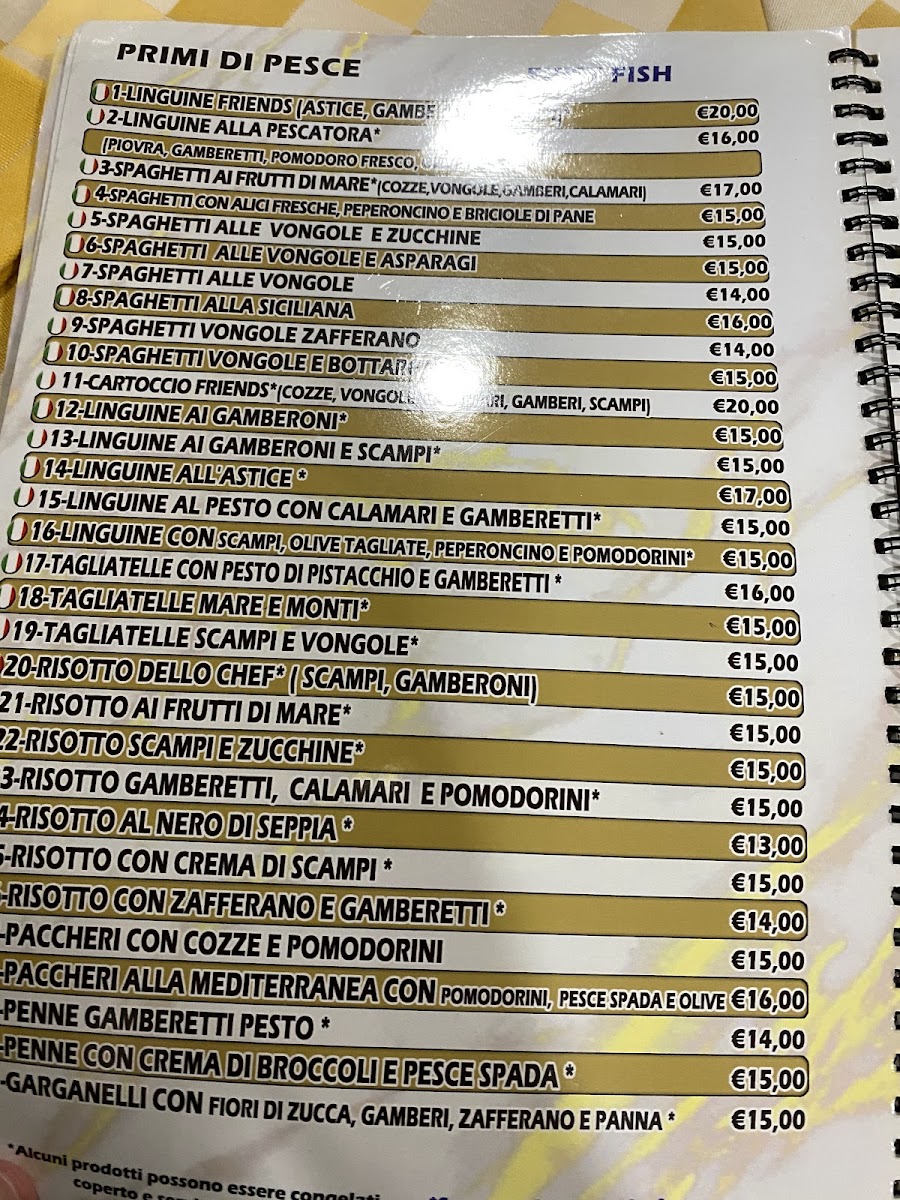 PRIMI DI PESCE
FISH
1-LINGUINE FRIENDS (ASTICE, €20,00
2-LINGUINE ALLA PESCATORA* €16,00
(PIOVRA, GAMBERETTI, POMODORO FRESCO,
3-SPAGHETTI AI FRUTTI DI MARE*(COZZE,VONGOLE,GAMBERI,CALAMARI) €17,00
4-SPAGHETTI CON ALICI FRESCHE, PEPERONCINO E BRICIOLE DI PANE €15,00
5-SPAGHETTI ALLE VONGOLE E ZUCCHINE €15,00
6-SPAGHETTI ALLE VONGOLE E ASPARAGI €15,00
7-SPAGHETTI ALLE VONGOLE €14,00
8-SPAGHETTI ALLA SICILIANA €16,00
9-SPAGHETTI VONGOLE ZAFFERANO €14,00
10-SPAGHETTI VONGOLE E €15,00
11-CARTOCCIO FRIENDS*(COZZE, GAMBERI, SCAMPI) €20,00
12-LINGUINE AI GAMBERONI* €15,00
13-LINGUINE AI GAMBERONI E SCAMPI* €15,00
14-LINGUINE ALL'ASTICE * €17,00
15-LINGUINE AL PESTO CON CALAMARI E GAMBERETTI* €15,00
16-LINGUINE CON SCAMPI, OLIVE TAGLIATE, PEPERONCINO E POMODORINI* €15,00
17-TAGLIATELLE CON PESTO DI PISTACCHIO E GAMBERETTI * €16,00
18-TAGLIATELLE MARE E MONTI* €15,00
19-TAGLIATELLE SCAMPI E VONGOLE* €15,00
20-RISOTTO DELLO CHEF* ( SCAMPI, GAMBERONI) €15,00
21-RISOTTO AI FRUTTI DI MARE* €15,00
22-RISOTTO SCAMPI E ZUCCHINE* €15,00
3-RISOTTO GAMBERETTI, CALAMARI E POMODORINI* €15,00
4-RISOTTO AL NERO DI SEPPIA * €13,00
-RISOTTO CON CREMA DI SCAMPI * €15,00
-RISOTTO CON ZAFFERANO E GAMBERETTI * €14,00
-PACCHERI CON COZZE E POMODORINI €15,00
-PACCHERI ALLA MEDITERRANEA CON POMODORINI, PESCE SPADA E OLIVE €16,00
-PENNE GAMBERETTI PESTO * €14,00
-PENNE CON CREMA DI BROCCOLI E PESCE SPADA * €15,00
-GARGANELLI CON FIORI DI ZUCCA, GAMBERI, ZAFFERANO E PANNA * €15,00
*Alcuni prodotti possono essere congelati
coperto e